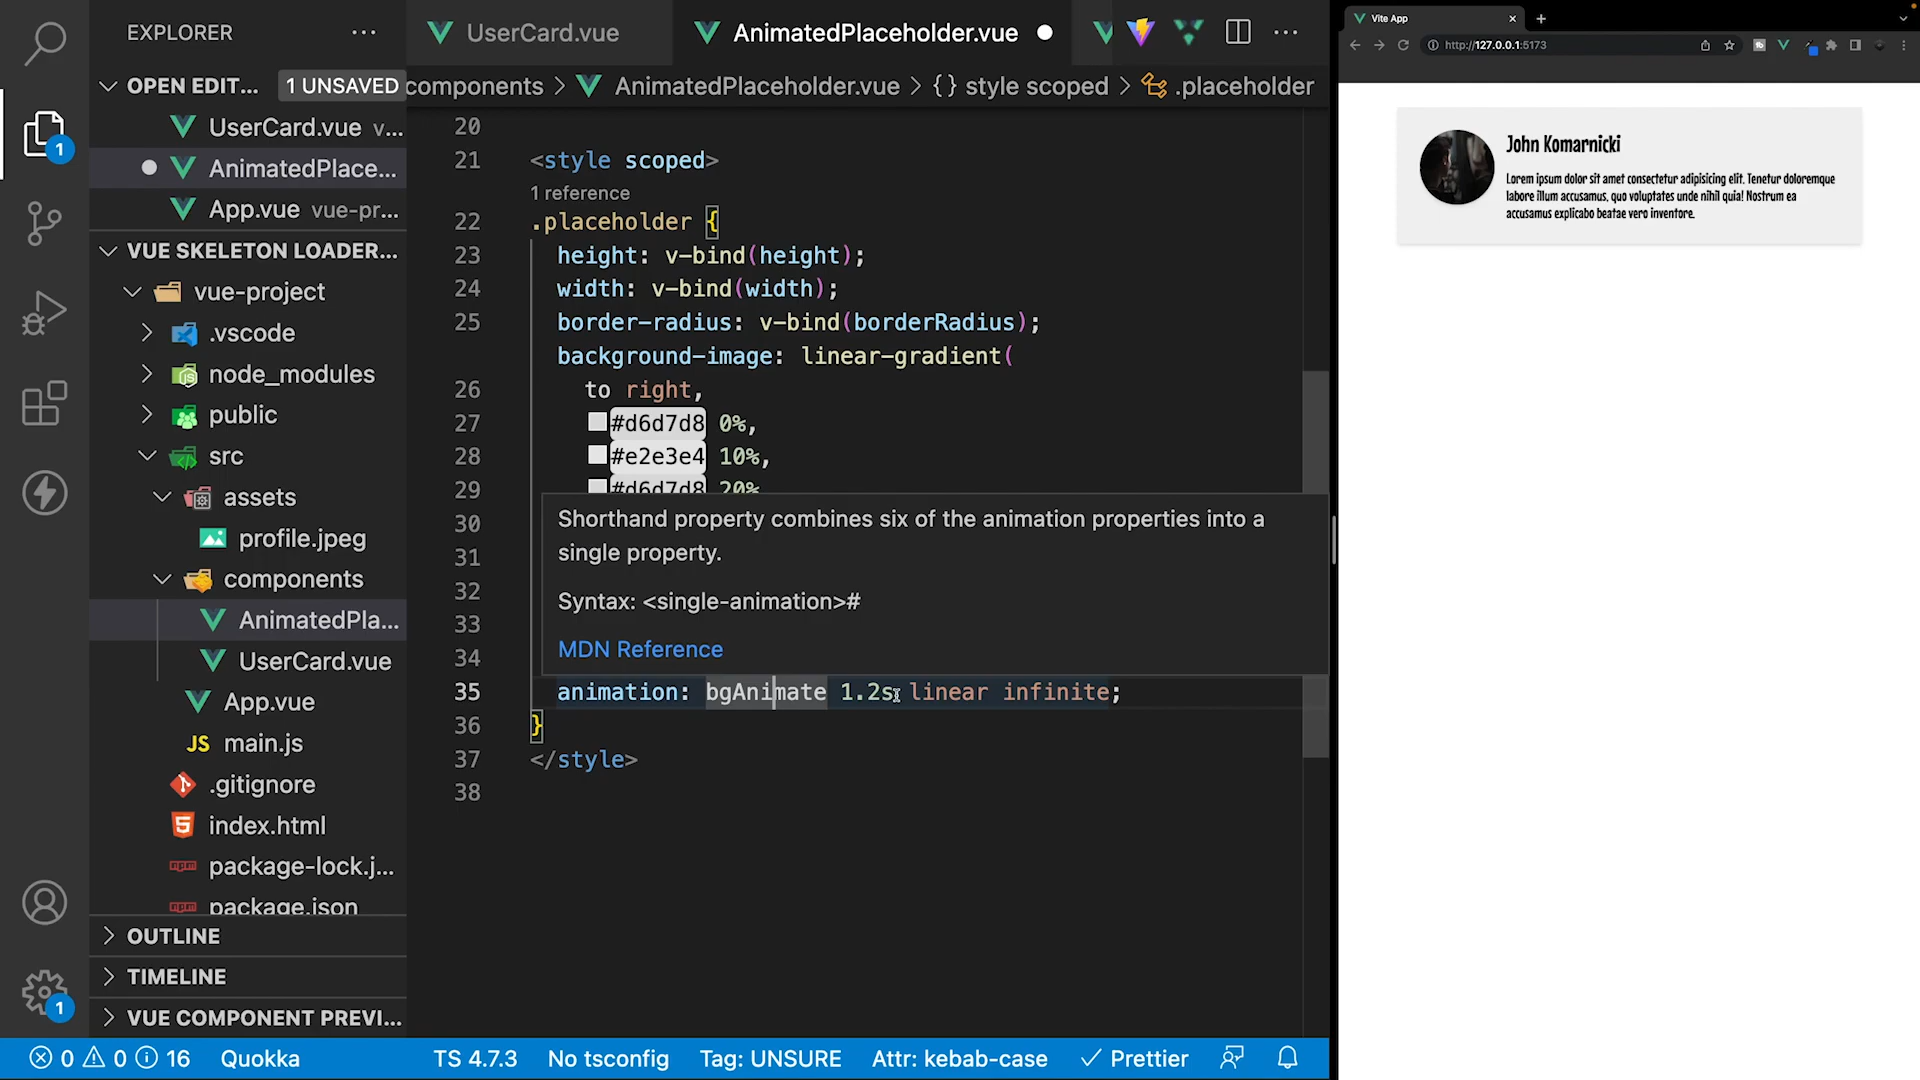 EXPLORER
OPEN EDIT...
1 UNSAVED
UserCard.vue v...
AnimatedPlace...
App.vue vue-pr...
VUE SKELETON LOADER...
vue-project
.vscode
node_modules
public
src
assets
profile.jpeg
components
AnimatedPla...
UserCard.vue
App.vue
JS main.js
.gitignore
index.html
package-lock.j...
package.json
OUTLINE
TIMELINE
VUE COMPONENT PREVI...
1
1
UserCard.vue
AnimatedPlaceholder.vue
components > AnimatedPlaceholder.vue > {} style scoped > .placeholder
20
21 <style scoped>
1 reference
22 .placeholder {
23 height: v-bind(height);
24 width: v-bind(width);
25 border-radius: v-bind(borderRadius);
background-image: linear-gradient(
26 to right,
27 #d6d7d8 0%,
28 #e2e3e4 10%,
29 #d6d7d8 20%
30
31
32
33
34
Shorthand property combines six of the animation properties into a
single property.
Syntax: <single-animation>#
MDN Reference
35 animation: bgAnimate 1.2s linear infinite;
36 }
37 </style>
38
0 0 16 Quokka TS 4.7.3 No tsconfig Tag: UNSURE Attr: kebab-case Prettier
Vite App
http://127.0.0.1:5173
John Komarnicki
Lorem ipsum dolor sit amet consectetur adipisicing elit. Tenetur doloremque
labore illum accusamus, quo voluptates unde nihil quia! Nostrum ea
accusamus explicabo beatae vero inventore.